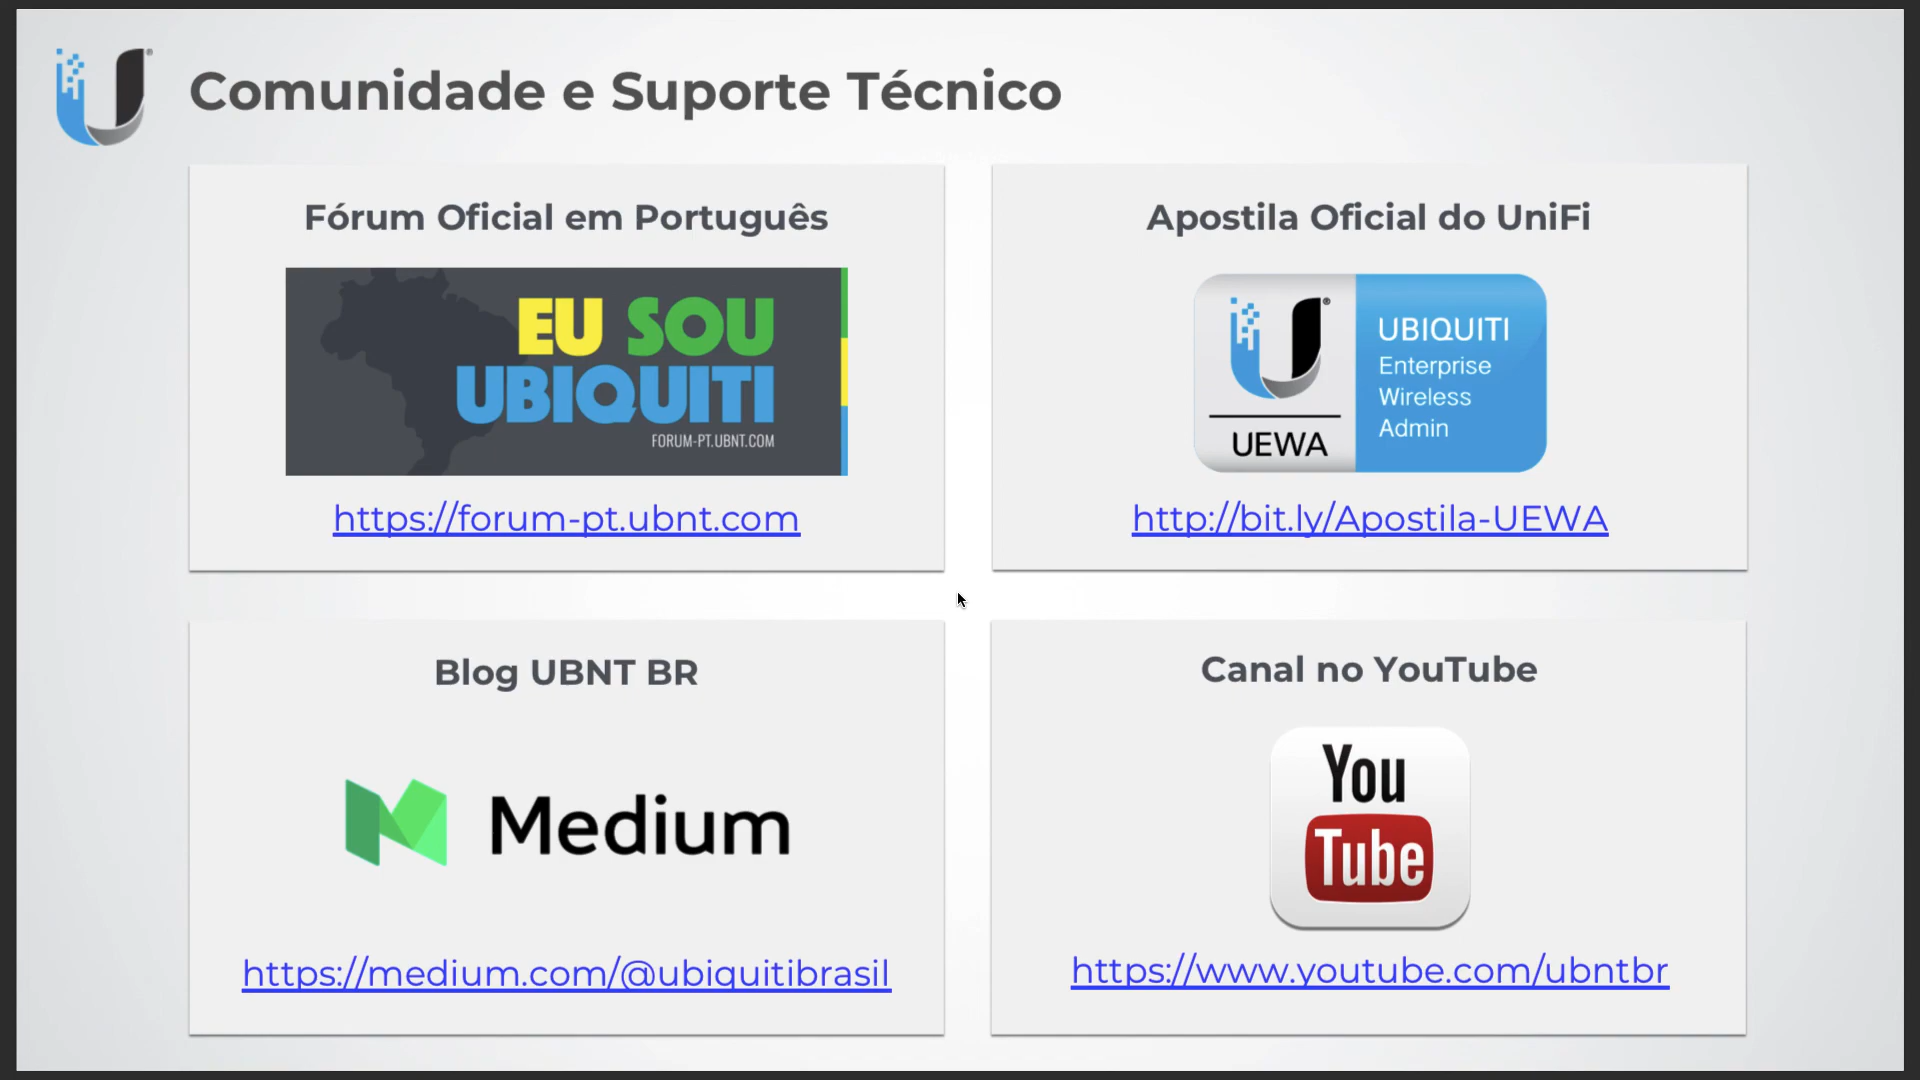 Comunidade e Suporte Técnico
Fórum Oficial em Português
EU SOU
UBIQUITI
FORUM-PT.UBNT.COM
https://forum-pt.ubnt.com
Apostila Oficial do UniFi
UEWA
UBIQUITI
Enterprise
Wireless
Admin
http://bit.ly/Apostila-UEWA
Blog UBNT BR
Medium
https://medium.com/@ubiquitibrasil
Canal no YouTube
You
Tube
https://www.youtube.com/ubntbr